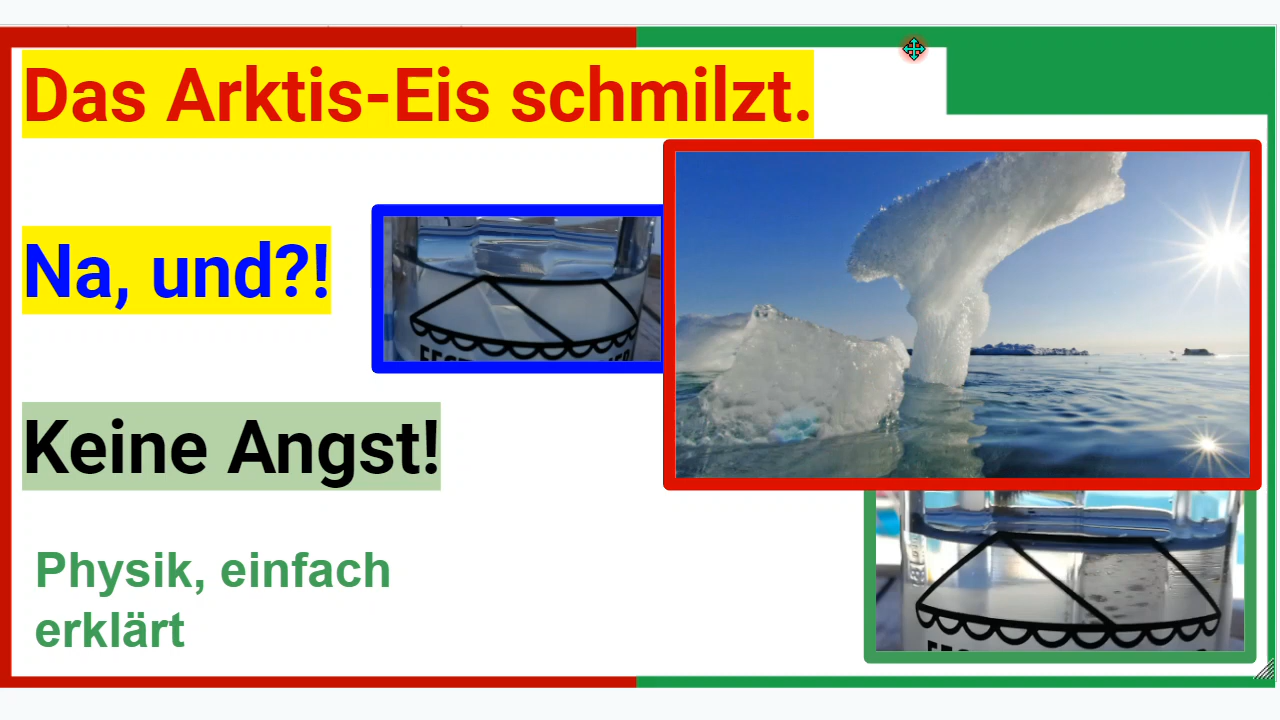 Das Arktis-Eis schmilzt.
Na, und?!
Keine Angst!
Physik, einfach
erklärt